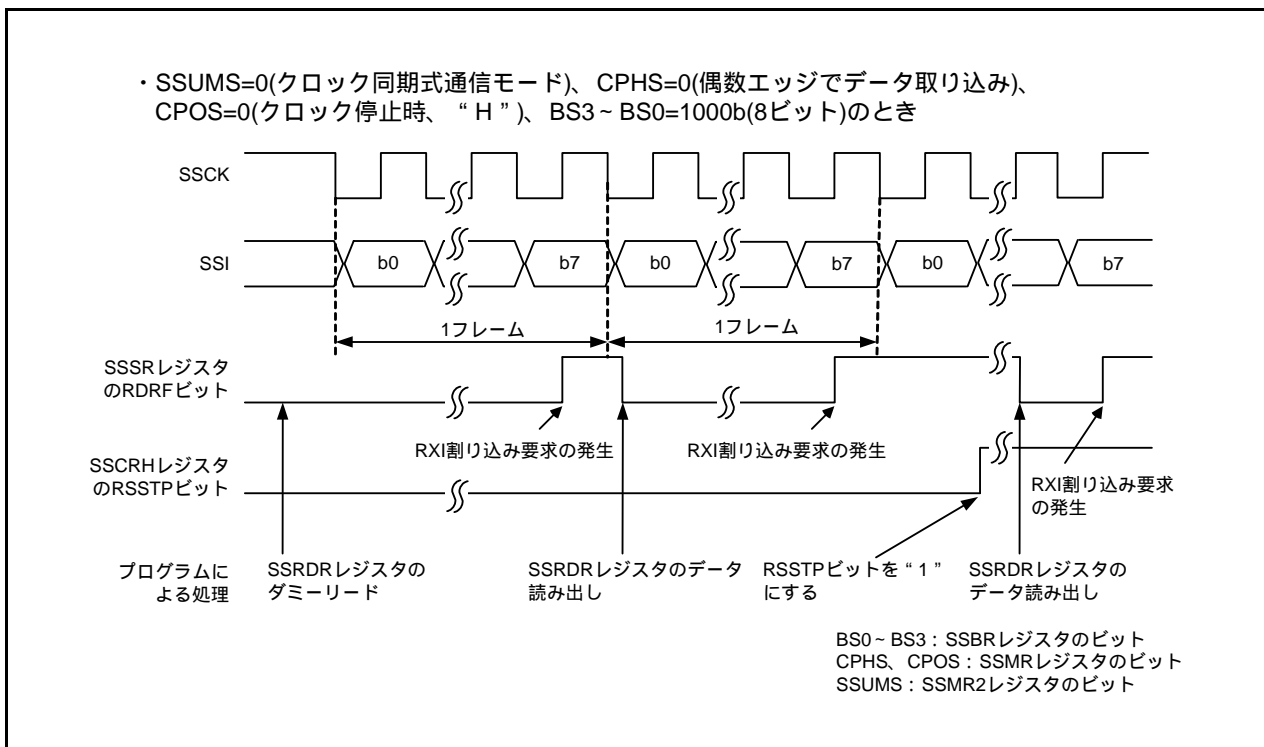 ・SSUMS=0(クロック同期式通信モード)、CPHS=0(偶数エッジでデータ取り込み)、
CPOS=0(クロック停止時、“H”)、BS3～BS0=1000b(8ビット)のとき
SSCK
SSI
b0
b7
b0
b7
b0
b7
1フレーム
1フレーム
SSSRレジスタ
のRDRFビット
RXI割り込み要求の発生
RXI割り込み要求の発生
RXI割り込み要求
の発生
SSCRHレジスタ
のRSSTPビット
プログラムに
よる処理
SSRDRレジスタの
ダミーリード
SSRDRレジスタのデータ
読み出し
RSSTPビットを“1”
にする
SSRDRレジスタの
データ読み出し
BS0～BS3：SSBRレジスタのビット
CPHS、CPOS：SSMRレジスタのビット
SSUMS：SSMR2レジスタのビット